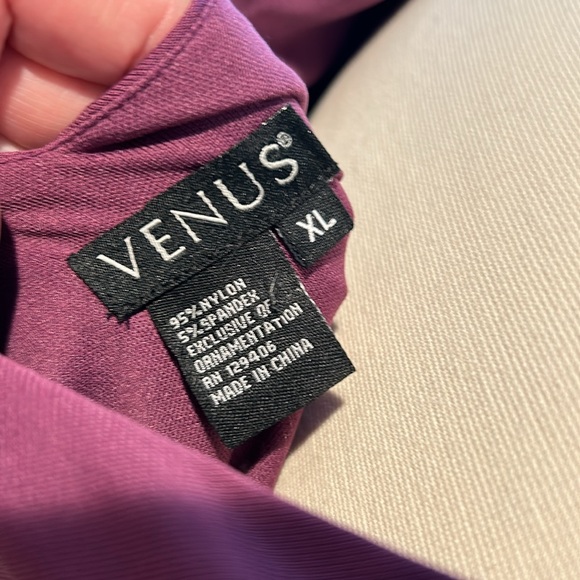 VENUS®
XL
95% NYLON
5% SPANDEX
EXCLUSIVE OF
ORNAMENTATION
RN 129406
MADE IN CHINA